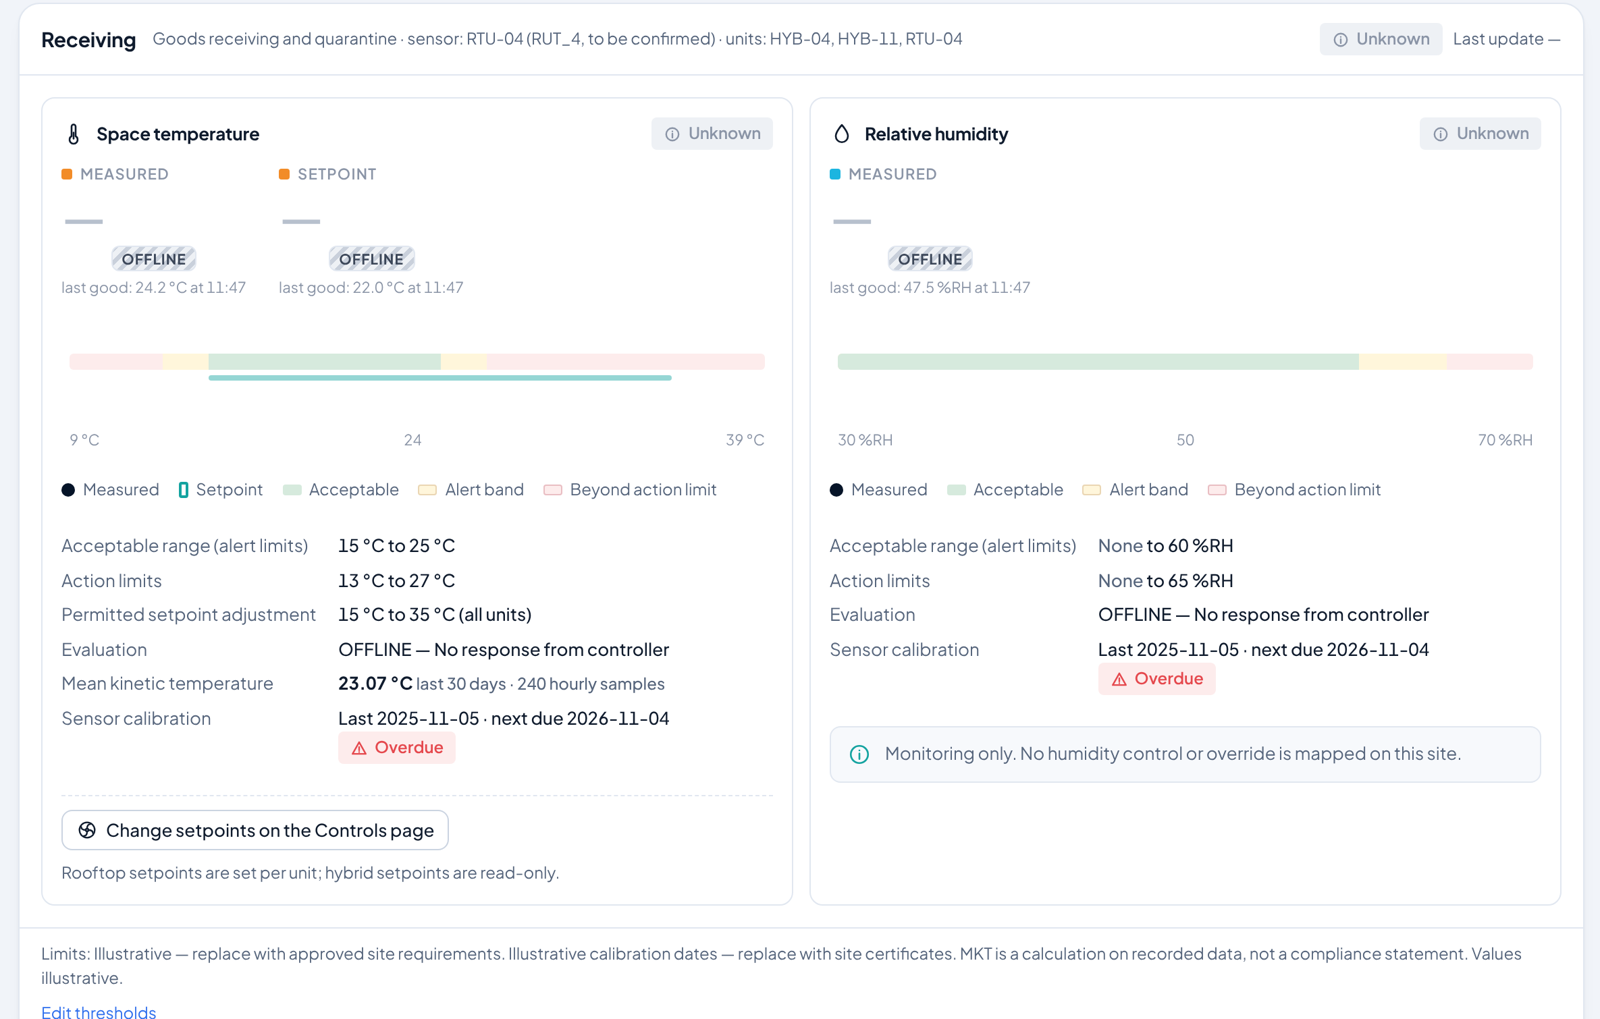 Receiving
Goods receiving and quarantine · sensor: RTU-04 (RUT_4, to be confirmed) · units: HYB-04, HYB-11, RTU-04
Unknown
Last update —
Space temperature
Unknown
MEASURED
SETPOINT
—
—
OFFLINE
OFFLINE
last good: 24.2 °C at 11:47
last good: 22.0 °C at 11:47
9 °C
24
39 °C
Measured
Setpoint
Acceptable
Alert band
Beyond action limit
Acceptable range (alert limits) 15 °C to 25 °C
Action limits 13 °C to 27 °C
Permitted setpoint adjustment 15 °C to 35 °C (all units)
Evaluation OFFLINE — No response from controller
Mean kinetic temperature 23.07 °C last 30 days · 240 hourly samples
Sensor calibration Last 2025-11-05 · next due 2026-11-04
Overdue
Change setpoints on the Controls page
Rooftop setpoints are set per unit; hybrid setpoints are read-only.
Relative humidity
Unknown
MEASURED
—
OFFLINE
last good: 47.5 %RH at 11:47
30 %RH
50
70 %RH
Measured
Acceptable
Alert band
Beyond action limit
Acceptable range (alert limits) None to 60 %RH
Action limits None to 65 %RH
Evaluation OFFLINE — No response from controller
Sensor calibration Last 2025-11-05 · next due 2026-11-04
Overdue
Monitoring only. No humidity control or override is mapped on this site.
Limits: Illustrative — replace with approved site requirements. Illustrative calibration dates — replace with site certificates. MKT is a calculation on recorded data, not a compliance statement. Values
illustrative.
Edit thresholds